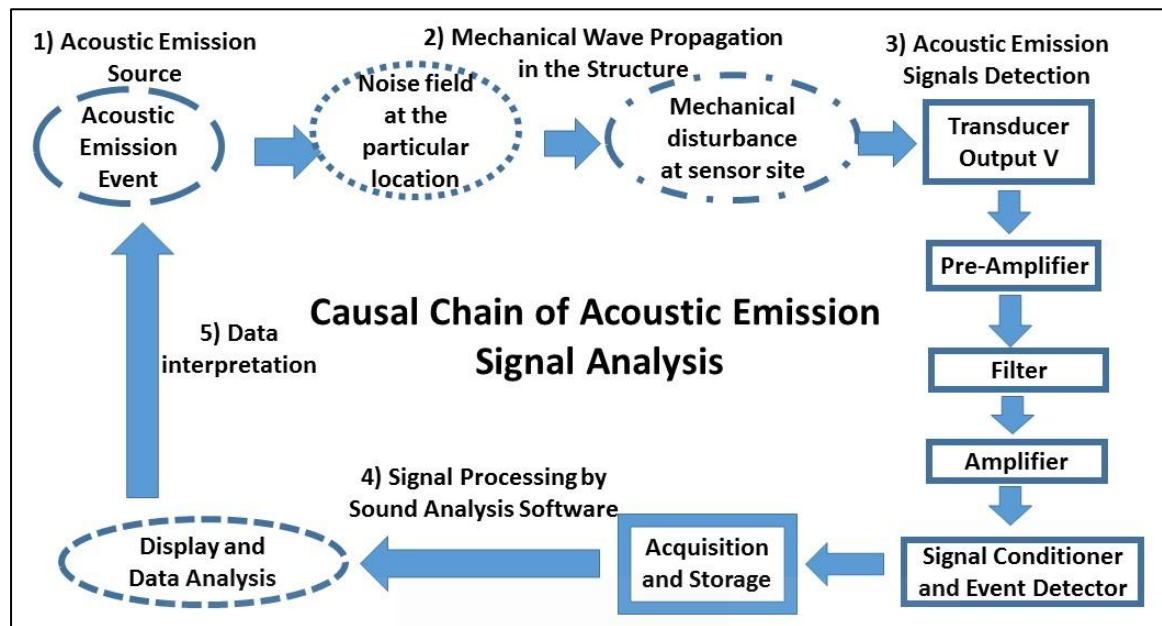 1) Acoustic Emission
Source
Acoustic
Emission
Event
2) Mechanical Wave Propagation
in the Structure
Noise field
at the
particular
location
Mechanical
disturbance
at sensor site
3) Acoustic Emission
Signals Detection
Transducer
Output V
Pre-Amplifier
Filter
Amplifier
Signal Conditioner
and Event Detector
Acquisition
and Storage
4) Signal Processing by
Sound Analysis Software
Display and
Data Analysis
5) Data
interpretation
Causal Chain of Acoustic Emission
Signal Analysis